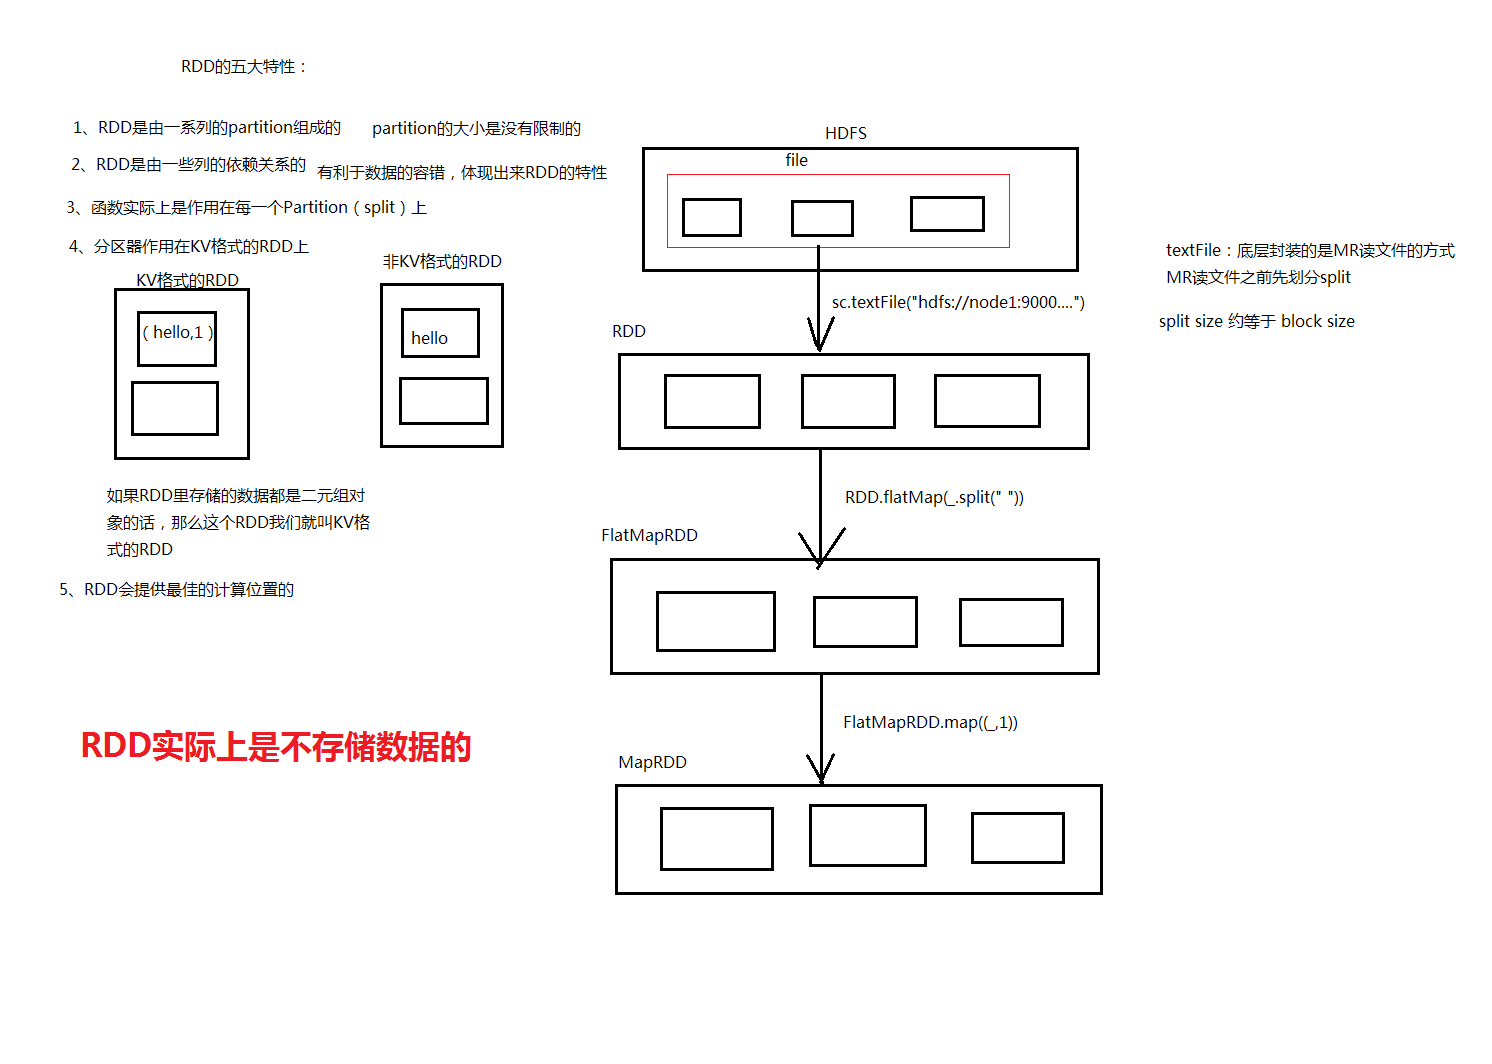 RDD的五大特性：
1、RDD是由一系列的partition组成的 partition的大小是没有限制的
2、RDD是由一些列的依赖关系的 有利于数据的容错，体现出来RDD的特性
3、函数实际上是作用在每一个Partition（split）上
4、分区器作用在KV格式的RDD上
KV格式的RDD
（hello,1）
非KV格式的RDD
hello
如果RDD里存储的数据都是二元组对
象的话，那么这个RDD我们就叫KV格
式的RDD
5、RDD会提供最佳的计算位置的
RDD实际上是不存储数据的
HDFS
file
sc.textFile("hdfs://node1:9000....")
RDD
RDD.flatMap(_.split(" "))
FlatMapRDD
FlatMapRDD.map((_,1))
MapRDD
textFile：底层封装的是MR读文件的方式
MR读文件之前先划分split
split size 约等于 block size